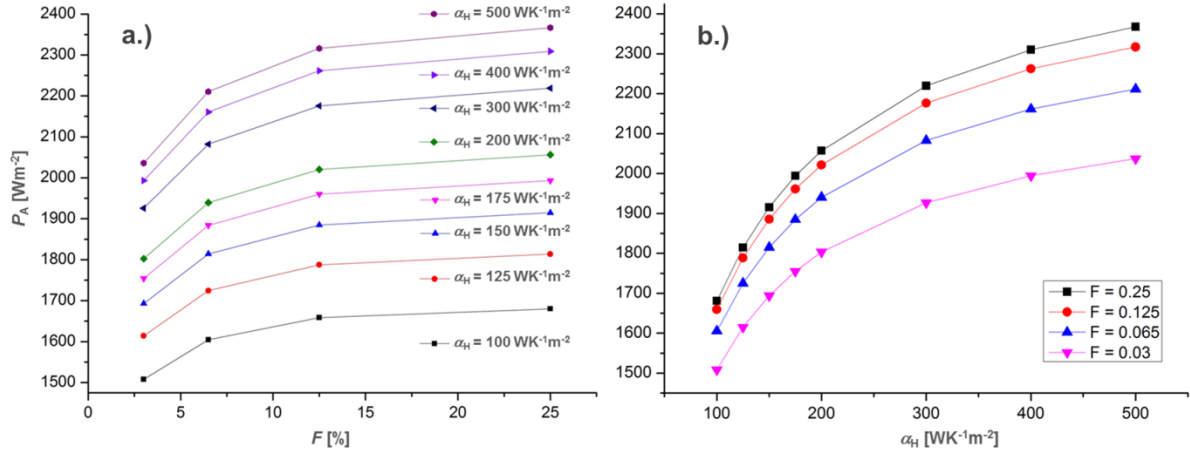 a.)
P_A [Wm⁻²]
2400
2300
2200
2100
2000
1900
1800
1700
1600
1500
0
5
10
15
20
25
F [%]
α_H = 500 WK⁻¹m⁻²
α_H = 400 WK⁻¹m⁻²
α_H = 300 WK⁻¹m⁻²
α_H = 200 WK⁻¹m⁻²
α_H = 175 WK⁻¹m⁻²
α_H = 150 WK⁻¹m⁻²
α_H = 125 WK⁻¹m⁻²
α_H = 100 WK⁻¹m⁻²
b.)
2400
2300
2200
2100
2000
1900
1800
1700
1600
1500
100
200
300
400
500
α_H [WK⁻¹m⁻²]
F = 0.25
F = 0.125
F = 0.065
F = 0.03